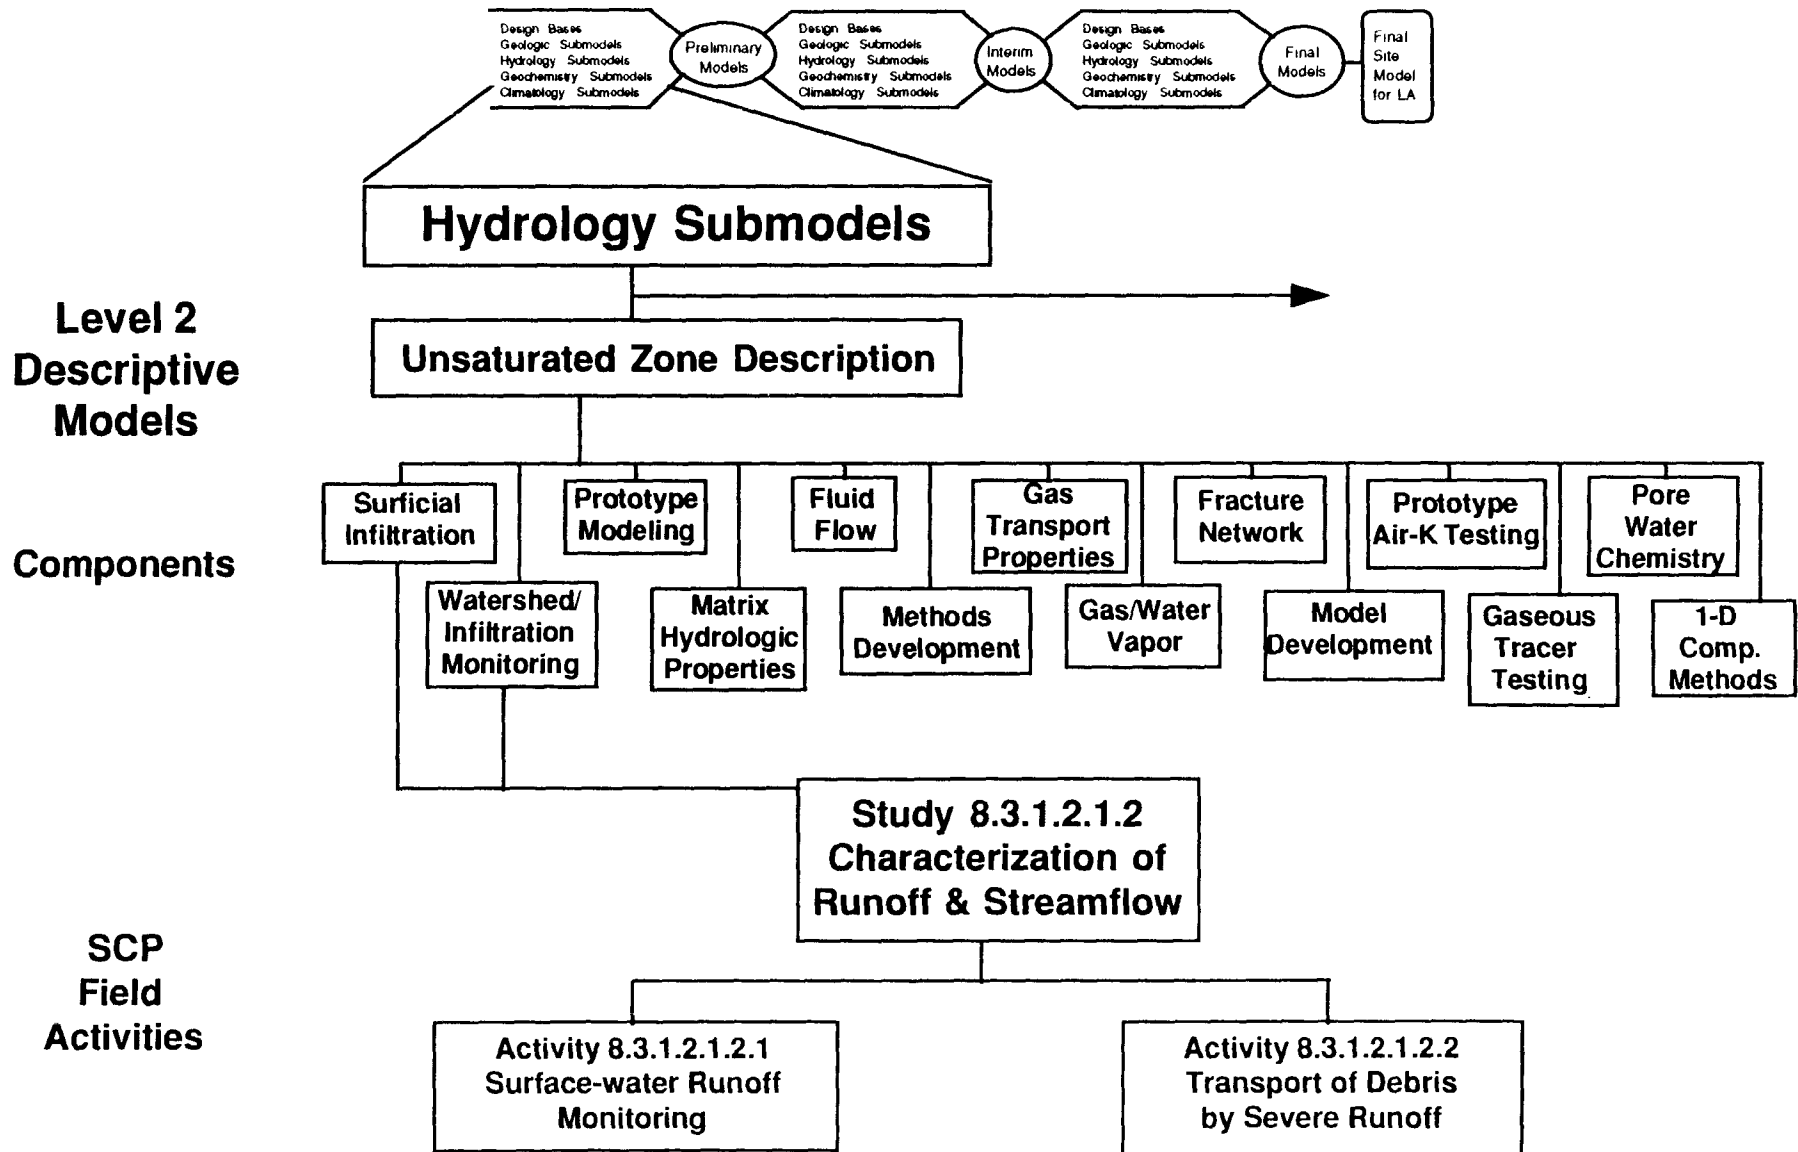 Design Bases
Geologic Submodels
Hydrology Submodels
Geochemistry Submodels
Climatology Submodels
Preliminary
Models
Design Bases
Geologic Submodels
Hydrology Submodels
Geochemistry Submodels
Climatology Submodels
Interim
Models
Design Bases
Geologic Submodels
Hydrology Submodels
Geochemistry Submodels
Climatology Submodels
Final
Models
Final
Site
Model
for LA
Hydrology Submodels
Level 2
Descriptive
Models
Unsaturated Zone Description
Components
Surficial
Infiltration
Prototype
Modeling
Fluid
Flow
Gas
Transport
Properties
Fracture
Network
Prototype
Air-K Testing
Pore
Water
Chemistry
Watershed/
Infiltration
Monitoring
Matrix
Hydrologic
Properties
Methods
Development
Gas/Water
Vapor
Model
Development
Gaseous
Tracer
Testing
1-D
Comp.
Methods
Study 8.3.1.2.1.2
Characterization of
Runoff & Streamflow
SCP
Field
Activities
Activity 8.3.1.2.1.2.1
Surface-water Runoff
Monitoring
Activity 8.3.1.2.1.2.2
Transport of Debris
by Severe Runoff